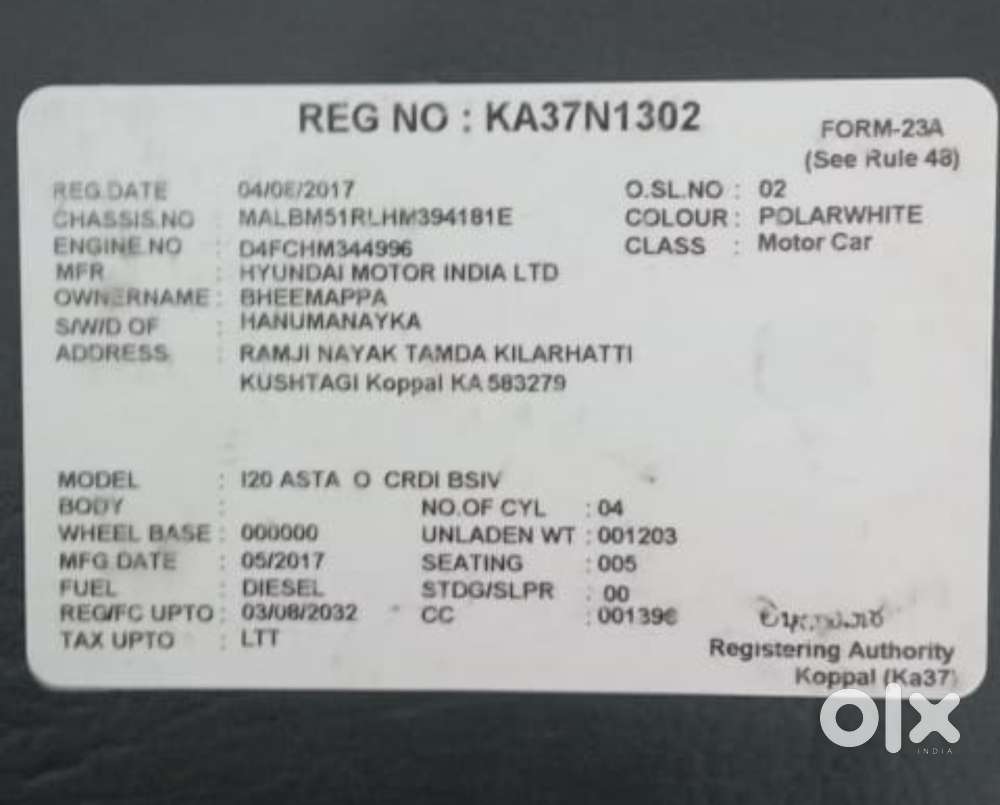 REG NO : KA37N1302
FORM-23A
(See Rule 48)
REG.DATE : 04/08/2017 O.SL.NO : 02
CHASSIS.NO : MALBM51RLHM394181E COLOUR : POLARWHITE
ENGINE.NO : D4FCHM344996 CLASS : Motor Car
MFR : HYUNDAI MOTOR INDIA LTD
OWNERNAME : BHEEMAPPA
S/W/D OF : HANUMANAYKA
ADDRESS : RAMJI NAYAK TAMDA KILARHATTI
KUSHTAGI Koppal KA 583279
MODEL : I20 ASTA O CRDI BSIV
BODY : NO.OF CYL : 04
WHEEL BASE : 000000 UNLADEN WT : 001203
MFG.DATE : 05/2017 SEATING : 005
FUEL : DIESEL STDG/SLPR : 00
REG/FC UPTO : 03/08/2032 CC : 001396
TAX UPTO : LTT
Registering Authority
Koppal (Ka37)
olx
INDIA